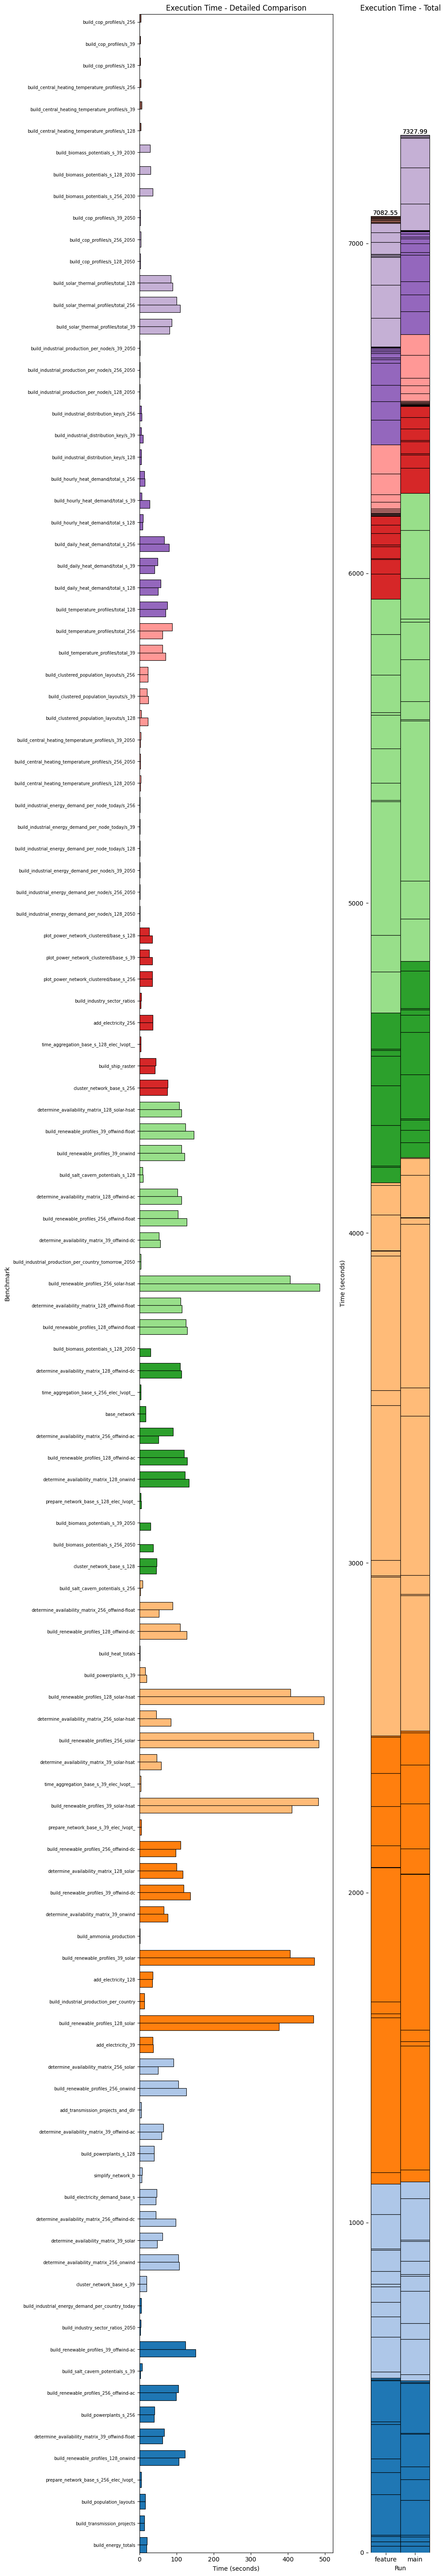 Execution Time - Detailed Comparison
build_cop_profiles/s_256
build_cop_profiles/s_39
build_cop_profiles/s_128
build_central_heating_temperature_profiles/s_256
build_central_heating_temperature_profiles/s_39
build_central_heating_temperature_profiles/s_128
build_biomass_potentials_s_39_2030
build_biomass_potentials_s_128_2030
build_biomass_potentials_s_256_2030
build_cop_profiles/s_39_2050
build_cop_profiles/s_256_2050
build_cop_profiles/s_128_2050
build_solar_thermal_profiles/total_128
build_solar_thermal_profiles/total_256
build_solar_thermal_profiles/total_39
build_industrial_production_per_node/s_39_2050
build_industrial_production_per_node/s_256_2050
build_industrial_production_per_node/s_128_2050
build_industrial_distribution_key/s_256
build_industrial_distribution_key/s_39
build_industrial_distribution_key/s_128
build_hourly_heat_demand/total_s_256
build_hourly_heat_demand/total_s_39
build_hourly_heat_demand/total_s_128
build_daily_heat_demand/total_s_256
build_daily_heat_demand/total_s_39
build_daily_heat_demand/total_s_128
build_temperature_profiles/total_128
build_temperature_profiles/total_256
build_temperature_profiles/total_39
build_clustered_population_layouts/s_256
build_clustered_population_layouts/s_39
build_clustered_population_layouts/s_128
build_central_heating_temperature_profiles/s_39_2050
build_central_heating_temperature_profiles/s_256_2050
build_central_heating_temperature_profiles/s_128_2050
build_industrial_energy_demand_per_node_today/s_256
build_industrial_energy_demand_per_node_today/s_39
build_industrial_energy_demand_per_node_today/s_128
build_industrial_energy_demand_per_node/s_39_2050
build_industrial_energy_demand_per_node/s_256_2050
build_industrial_energy_demand_per_node/s_128_2050
plot_power_network_clustered/base_s_128
plot_power_network_clustered/base_s_39
plot_power_network_clustered/base_s_256
build_industry_sector_ratios
add_electricity_256
time_aggregation_base_s_128_elec_lvopt__
build_ship_raster
cluster_network_base_s_256
determine_availability_matrix_128_solar-hsat
build_renewable_profiles_39_offwind-float
build_renewable_profiles_39_onwind
build_salt_cavern_potentials_s_128
determine_availability_matrix_128_offwind-ac
build_renewable_profiles_256_offwind-float
determine_availability_matrix_39_offwind-dc
build_industrial_production_per_country_tomorrow_2050
build_renewable_profiles_256_solar-hsat
determine_availability_matrix_128_offwind-float
build_renewable_profiles_128_offwind-float
build_biomass_potentials_s_128_2050
determine_availability_matrix_128_offwind-dc
time_aggregation_base_s_256_elec_lvopt__
base_network
determine_availability_matrix_256_offwind-ac
build_renewable_profiles_128_offwind-ac
determine_availability_matrix_128_onwind
prepare_network_base_s_128_elec_lvopt_
build_biomass_potentials_s_39_2050
build_biomass_potentials_s_256_2050
cluster_network_base_s_128
build_salt_cavern_potentials_s_256
determine_availability_matrix_256_offwind-float
build_renewable_profiles_128_offwind-dc
build_heat_totals
build_powerplants_s_39
build_renewable_profiles_128_solar-hsat
determine_availability_matrix_256_solar-hsat
build_renewable_profiles_256_solar
determine_availability_matrix_39_solar-hsat
time_aggregation_base_s_39_elec_lvopt__
build_renewable_profiles_39_solar-hsat
prepare_network_base_s_39_elec_lvopt_
build_renewable_profiles_256_offwind-dc
determine_availability_matrix_128_solar
build_renewable_profiles_39_offwind-dc
determine_availability_matrix_39_onwind
build_ammonia_production
build_renewable_profiles_39_solar
add_electricity_128
build_industrial_production_per_country
build_renewable_profiles_128_solar
add_electricity_39
determine_availability_matrix_256_solar
build_renewable_profiles_256_onwind
add_transmission_projects_and_dlr
determine_availability_matrix_39_offwind-ac
build_powerplants_s_128
simplify_network_b
build_electricity_demand_base_s
determine_availability_matrix_256_offwind-dc
determine_availability_matrix_39_solar
determine_availability_matrix_256_onwind
cluster_network_base_s_39
build_industrial_energy_demand_per_country_today
build_industry_sector_ratios_2050
build_renewable_profiles_39_offwind-ac
build_salt_cavern_potentials_s_39
build_renewable_profiles_256_offwind-ac
build_powerplants_s_256
determine_availability_matrix_39_offwind-float
build_renewable_profiles_128_onwind
prepare_network_base_s_256_elec_lvopt_
build_population_layouts
build_transmission_projects
build_energy_totals
Benchmark
0 100 200 300 400 500
Time (seconds)
Execution Time - Total
7327.99
7082.55
7000
6000
5000
4000
3000
2000
1000
0
Time (seconds)
feature main
Run